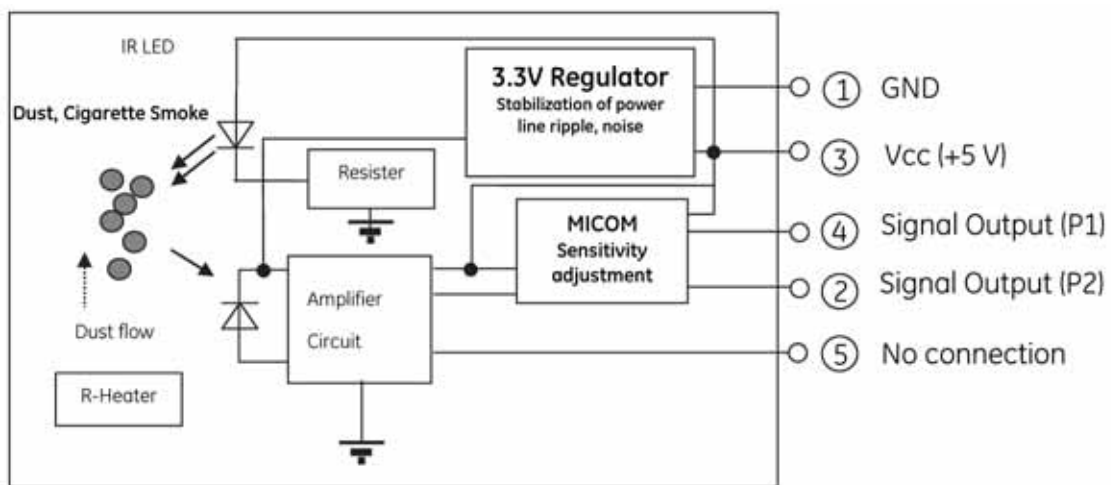 IR LED
Dust, Cigarette Smoke
Dust flow
R-Heater
3.3V Regulator
Stabilization of power
line ripple, noise
Resister
MICOM
Sensitivity
adjustment
Amplifier
Circuit
1 GND
3 Vcc (+5 V)
4 Signal Output (P1)
2 Signal Output (P2)
5 No connection